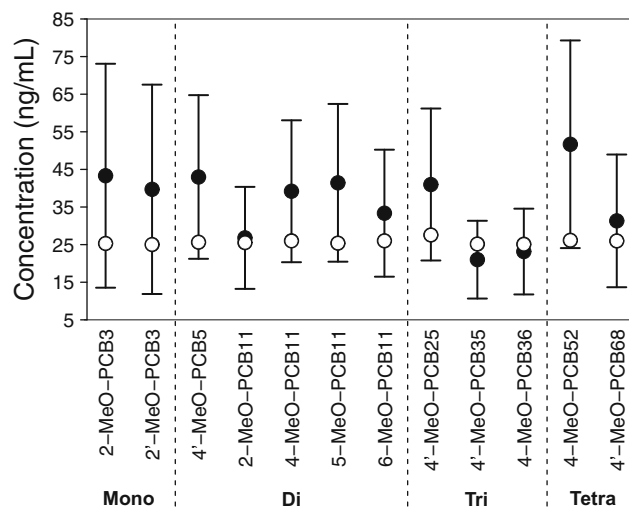 Concentration (ng/mL)
85
75
65
55
45
35
25
15
5
2–MeO–PCB3
2'–MeO–PCB3
4'–MeO–PCB5
2–MeO–PCB11
4–MeO–PCB11
5–MeO–PCB11
6–MeO–PCB11
4'–MeO–PCB25
4'–MeO–PCB35
4–MeO–PCB36
4–MeO–PCB52
4'–MeO–PCB68
Mono Di Tri Tetra